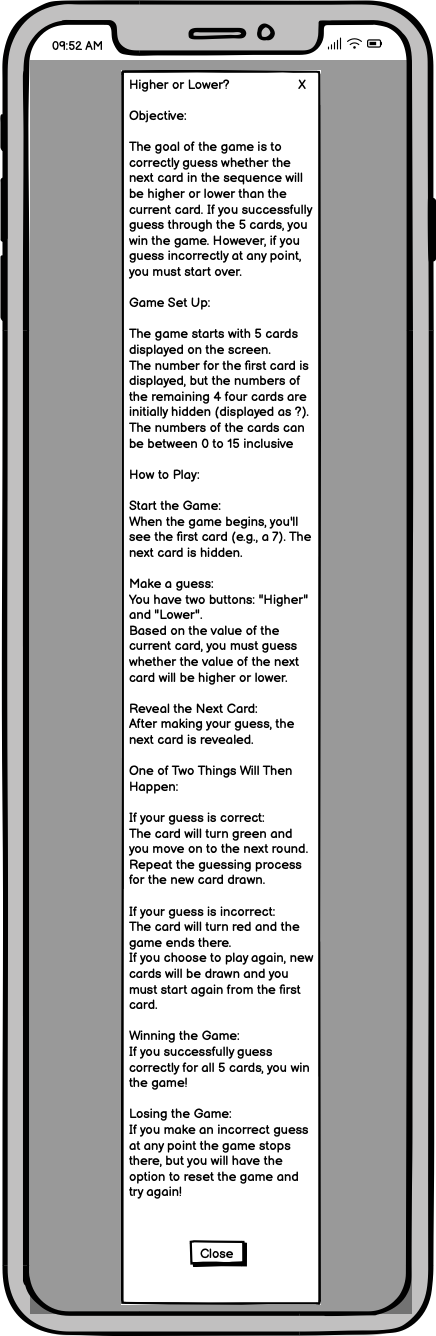 09:52 AM
Higher or Lower? X
Objective:
The goal of the game is to
correctly guess whether the
next card in the sequence will
be higher or lower than the
current card. If you successfully
guess through the 5 cards, you
win the game. However, if you
guess incorrectly at any point,
you must start over.
Game Set Up:
The game starts with 5 cards
displayed on the screen.
The number for the first card is
displayed, but the numbers of
the remaining 4 four cards are
initially hidden (displayed as ?).
The numbers of the cards can
be between 0 to 15 inclusive
How to Play:
Start the Game:
When the game begins, you'll
see the first card (e.g., a 7). The
next card is hidden.
Make a guess:
You have two buttons: "Higher"
and "Lower".
Based on the value of the
current card, you must guess
whether the value of the next
card will be higher or lower.
Reveal the Next Card:
After making your guess, the
next card is revealed.
One of Two Things Will Then
Happen:
If your guess is correct:
The card will turn green and
you move on to the next round.
Repeat the guessing process
for the new card drawn.
If your guess is incorrect:
The card will turn red and the
game ends there.
If you choose to play again, new
cards will be drawn and you
must start again from the first
card.
Winning the Game:
If you successfully guess
correctly for all 5 cards, you win
the game!
Losing the Game:
If you make an incorrect guess
at any point the game stops
there, but you will have the
option to reset the game and
try again!
Close